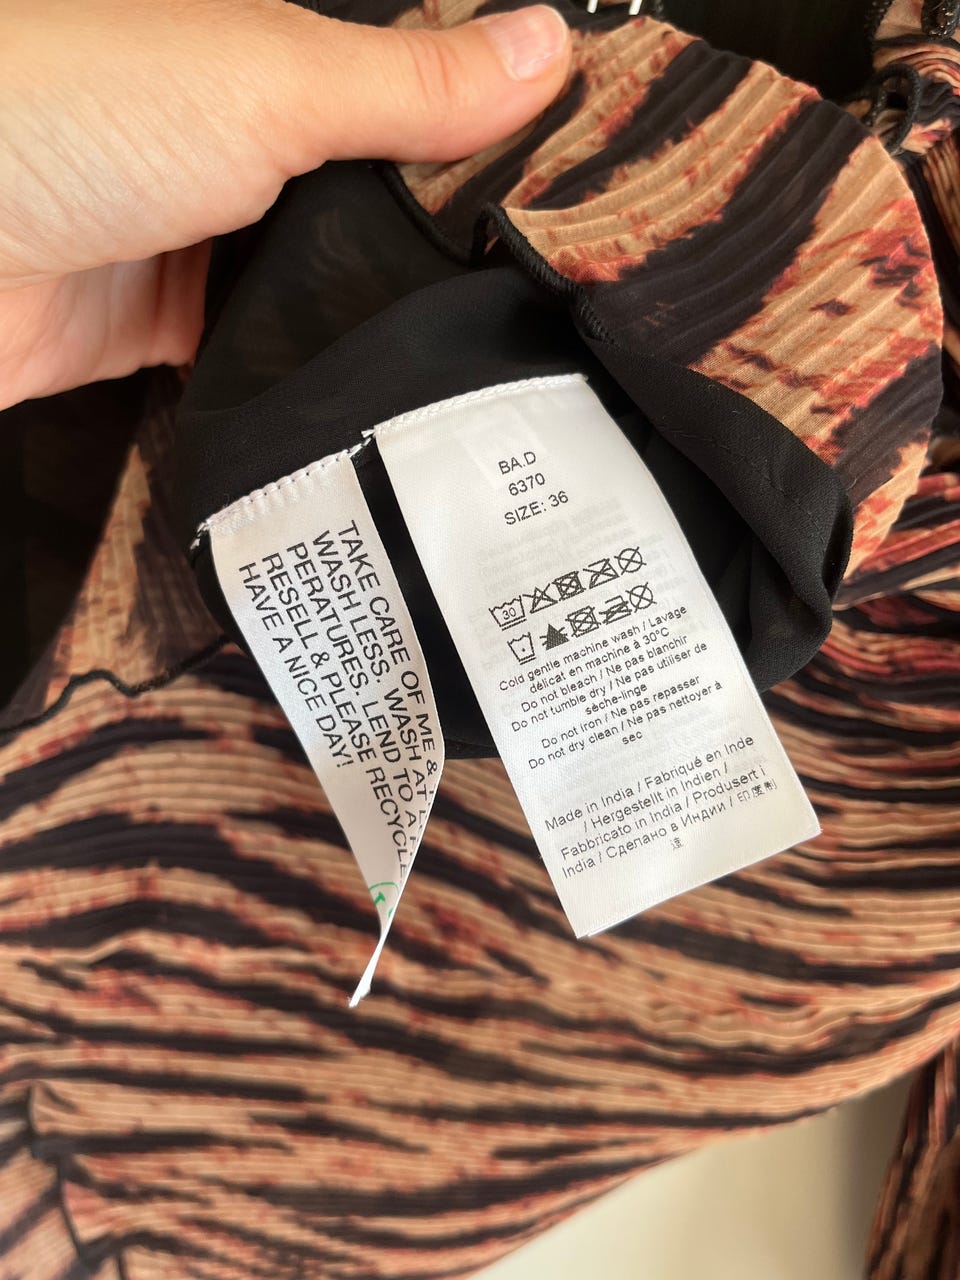 TAKE CARE OF ME &
WASH LESS. WASH AT
PERATURES. LEND TO A
RESELL & PLEASE RECYCLE
HAVE A NICE DAY!
BA.D
6370
SIZE: 36
30
Cold gentle machine wash / Lavage
délicat en machine à 30°C
Do not bleach / Ne pas blanchir
Do not tumble dry / Ne pas utiliser de
sèche-linge
Do not iron / Ne pas repasser
Do not dry clean / Ne pas nettoyer à
sec
Made in India / Fabriqué en Inde
/ Hergestellt in Indien /
Fabbricato in India / Produsert i
India / Сделано в Индии / 印度制
造